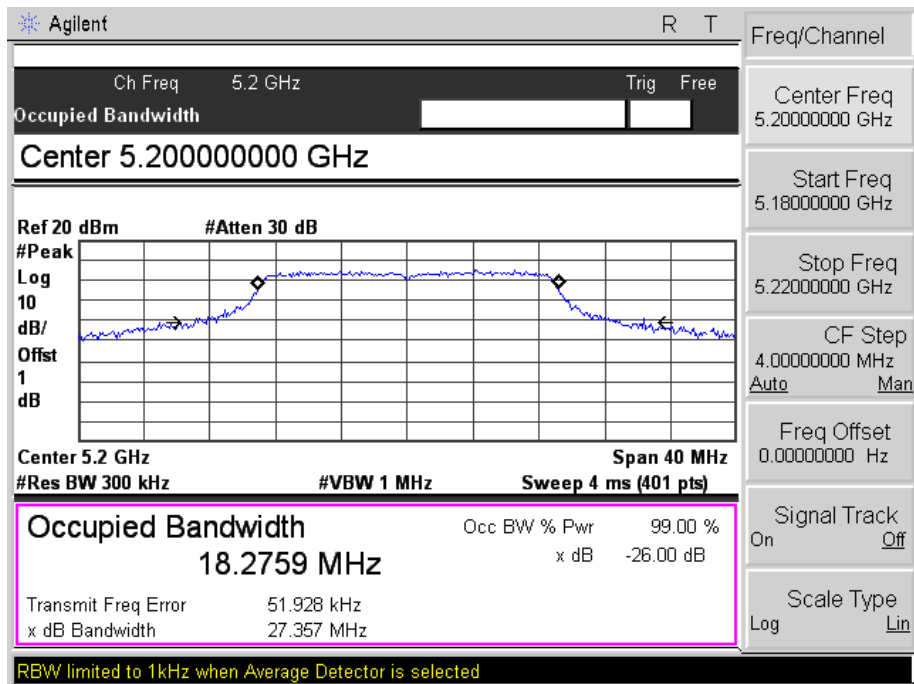 Agilent R T
Ch Freq 5.2 GHz Trig Free
Occupied Bandwidth
Center 5.200000000 GHz
Ref 20 dBm #Atten 30 dB
#Peak
Log
10
dB/
Offst
1
dB
Center 5.2 GHz Span 40 MHz
#Res BW 300 kHz #VBW 1 MHz Sweep 4 ms (401 pts)
Occupied Bandwidth Occ BW % Pwr 99.00 %
18.2759 MHz x dB -26.00 dB
Transmit Freq Error 51.928 kHz
x dB Bandwidth 27.357 MHz
RBW limited to 1kHz when Average Detector is selected
Freq/Channel
Center Freq
5.20000000 GHz
Start Freq
5.18000000 GHz
Stop Freq
5.22000000 GHz
CF Step
4.00000000 MHz
Auto Man
Freq Offset
0.00000000 Hz
Signal Track
On Off
Scale Type
Log Lin